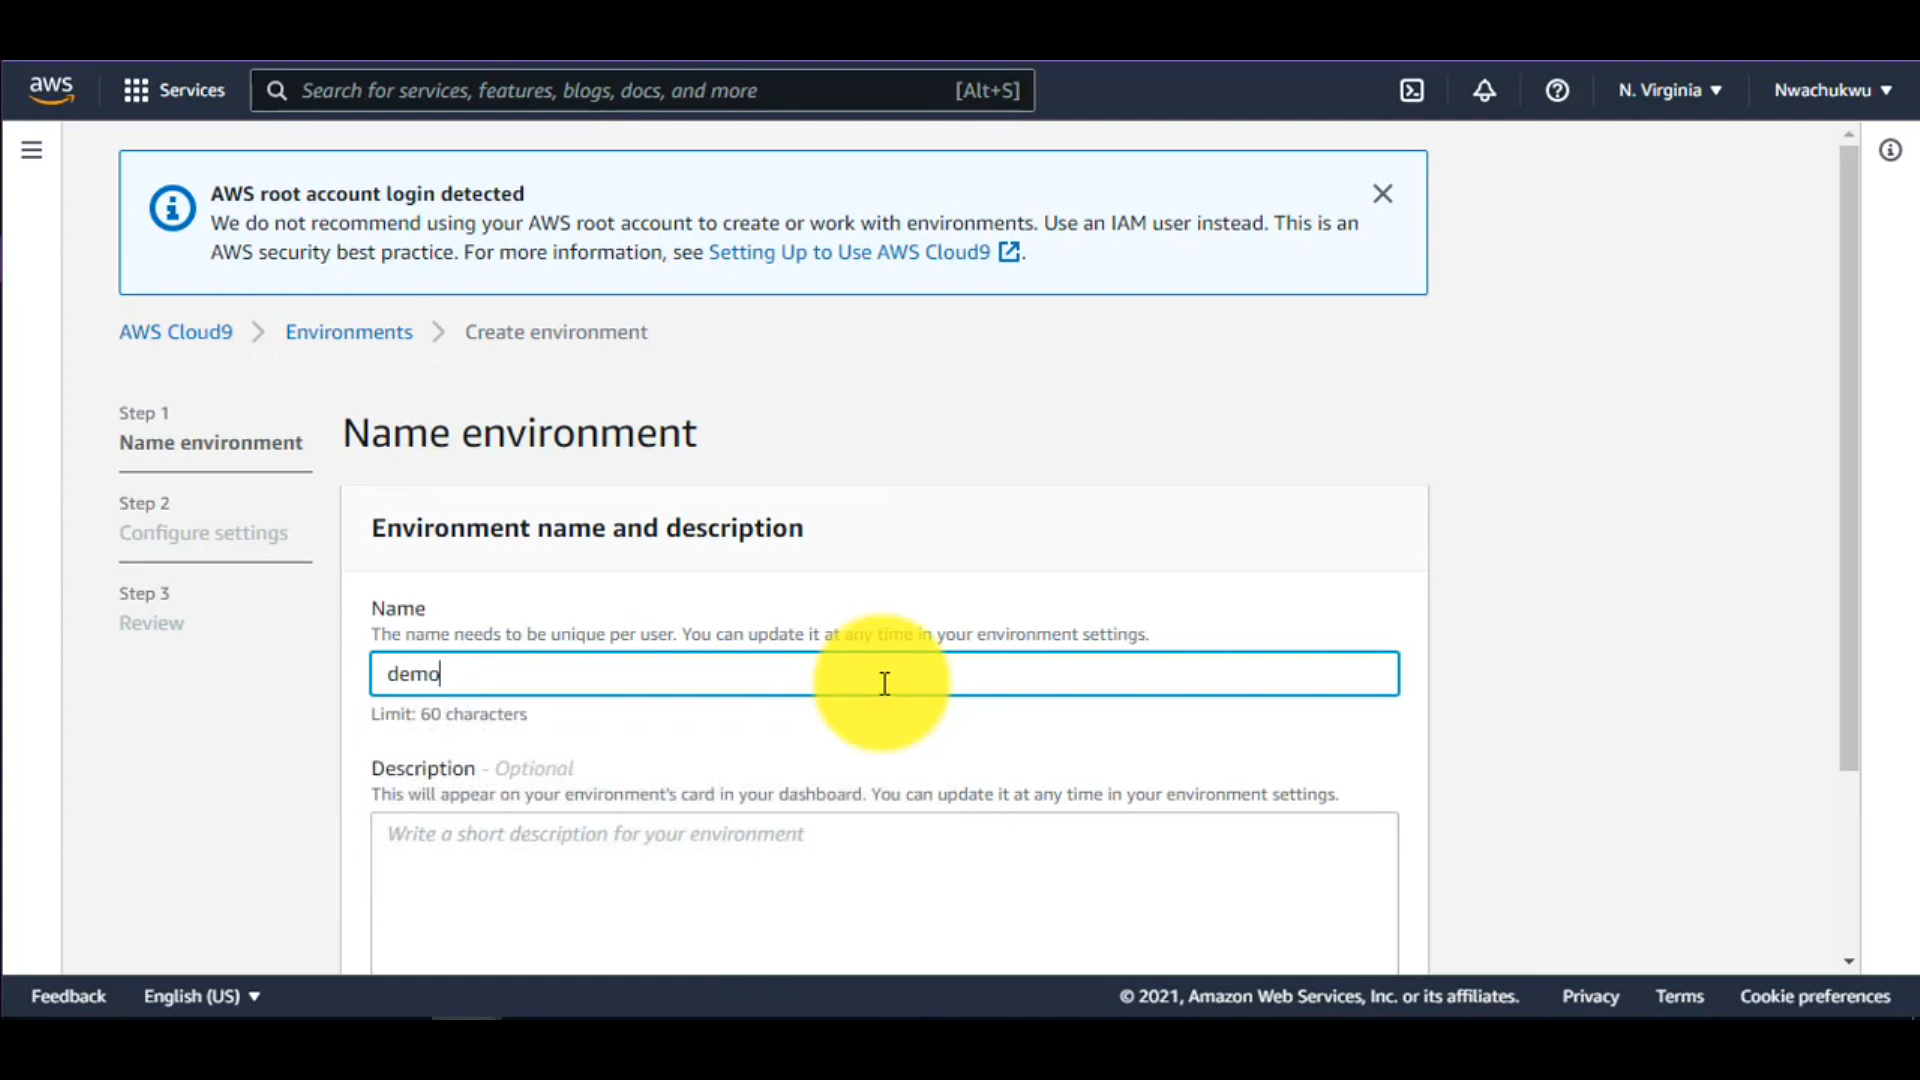 aws
Services
Search for services, features, blogs, docs, and more [Alt+S]
N. Virginia
Nwachukwu
AWS root account login detected
We do not recommend using your AWS root account to create or work with environments. Use an IAM user instead. This is an
AWS security best practice. For more information, see Setting Up to Use AWS Cloud9.
AWS Cloud9
Environments
Create environment
Step 1
Name environment
Step 2
Configure settings
Step 3
Review
Name environment
Environment name and description
Name
The name needs to be unique per user. You can update it at any time in your environment settings.
demo
Limit: 60 characters
Description - Optional
This will appear on your environment's card in your dashboard. You can update it at any time in your environment settings.
Write a short description for your environment
Feedback
English (US)
© 2021, Amazon Web Services, Inc. or its affiliates.
Privacy
Terms
Cookie preferences